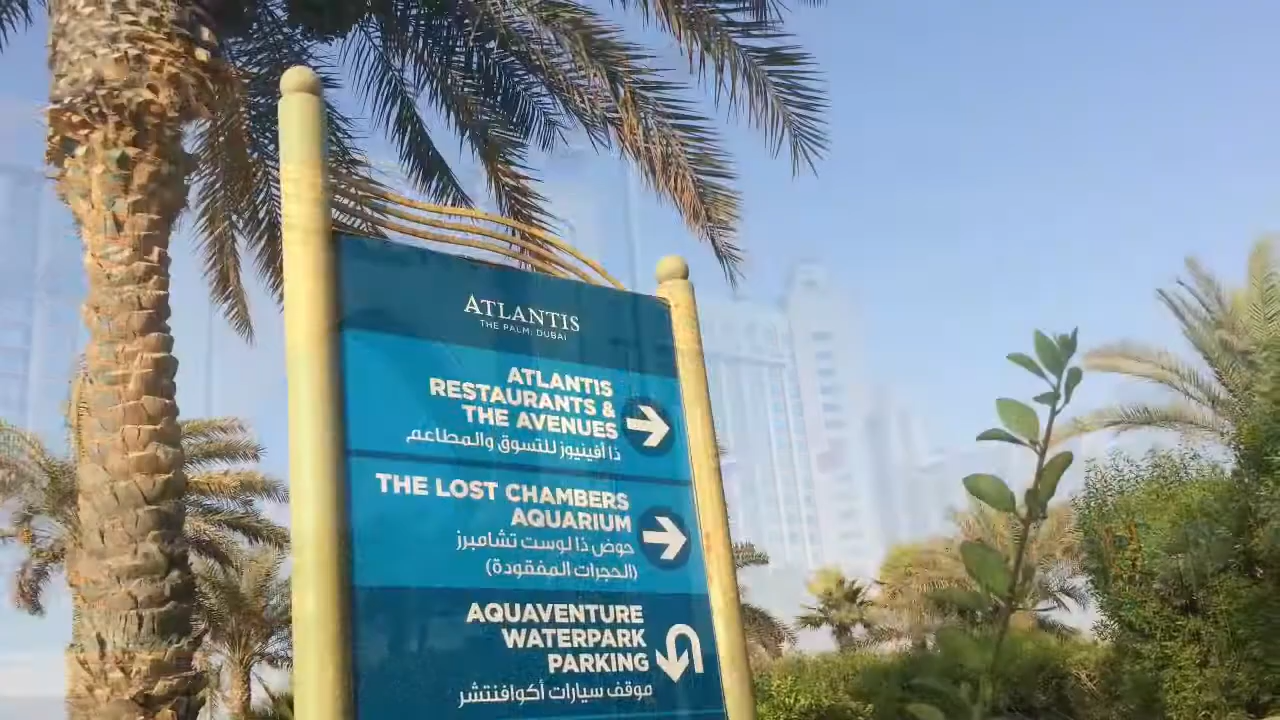 ATLANTIS
THE PALM, DUBAI
ATLANTIS
RESTAURANTS &
THE AVENUES
ذا أڤينيوز للتسوق والمطاعم
THE LOST CHAMBERS
AQUARIUM
حوض ذا لوست تشامبرز
(الحجرات المفقودة)
AQUAVENTURE
WATERPARK
PARKING
موقف سيارات أكوافنتشر